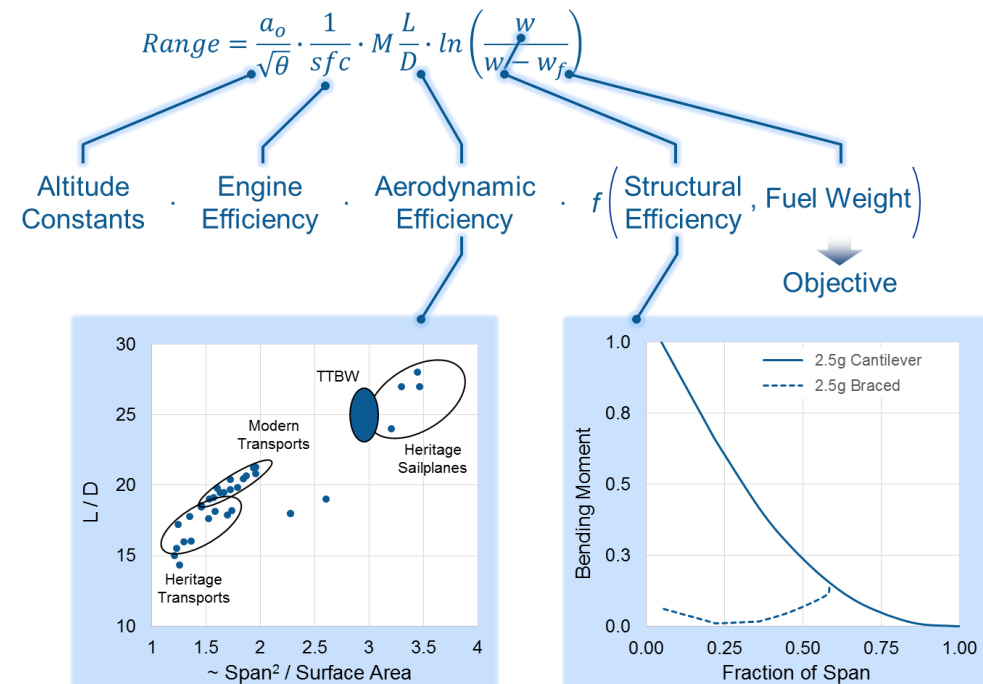 Range = a_o/√θ · 1/sfc · M L/D · ln (w/(w − w_f))
Altitude
Constants
·
Engine
Efficiency
·
Aerodynamic
Efficiency
·
f ( Structural
Efficiency
, Fuel Weight )
Objective
30
25
20
15
10
L / D
TTBW
Modern
Transports
Heritage
Sailplanes
Heritage
Transports
1 1.5 2 2.5 3 3.5 4
~ Span² / Surface Area
1.0
0.8
0.5
0.3
0.0
Bending Moment
2.5g Cantilever
2.5g Braced
0.00 0.25 0.50 0.75 1.00
Fraction of Span